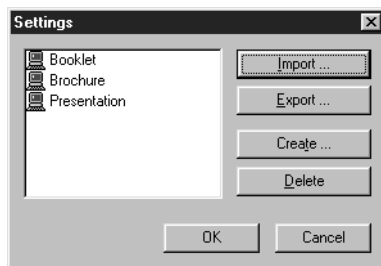 Settings
Booklet
Brochure
Presentation
Import ...
Export ...
Create ...
Delete
OK
Cancel